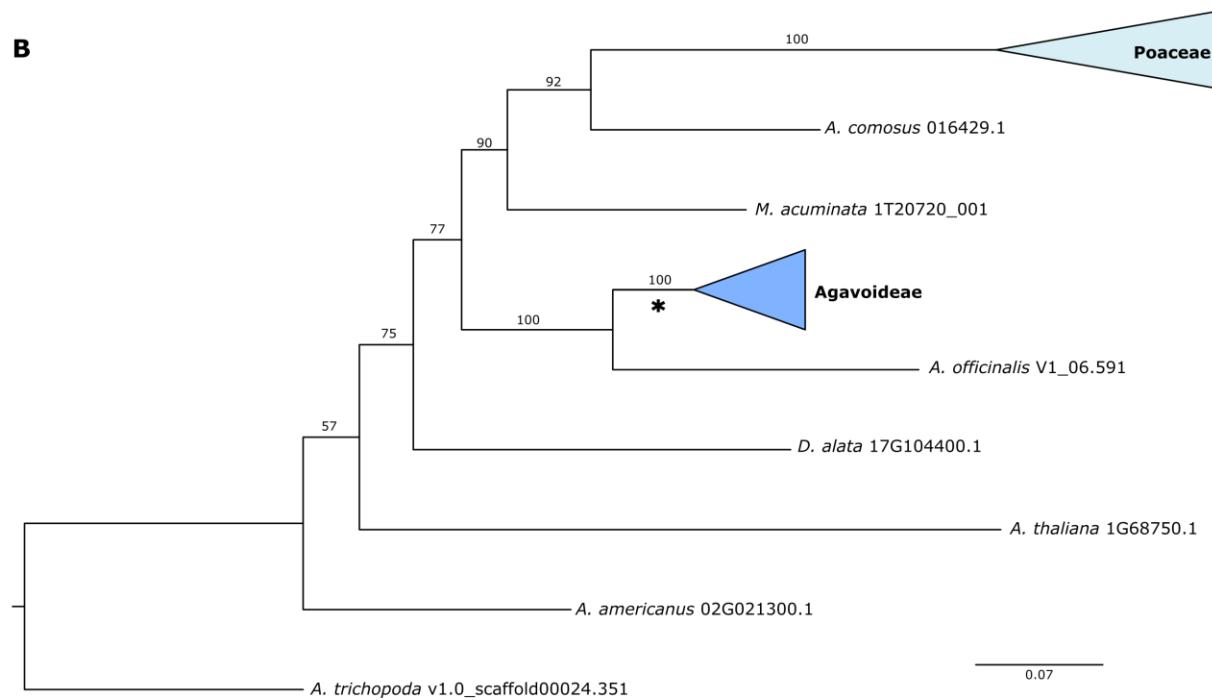 B
100
Poaceae
92
A. comosus 016429.1
90
M. acuminata 1T20720_001
77
100
Agavoideae
*
100
75
A. officinalis V1_06.591
D. alata 17G104400.1
57
A. thaliana 1G68750.1
A. americanus 02G021300.1
0.07
A. trichopoda v1.0_scaffold00024.351